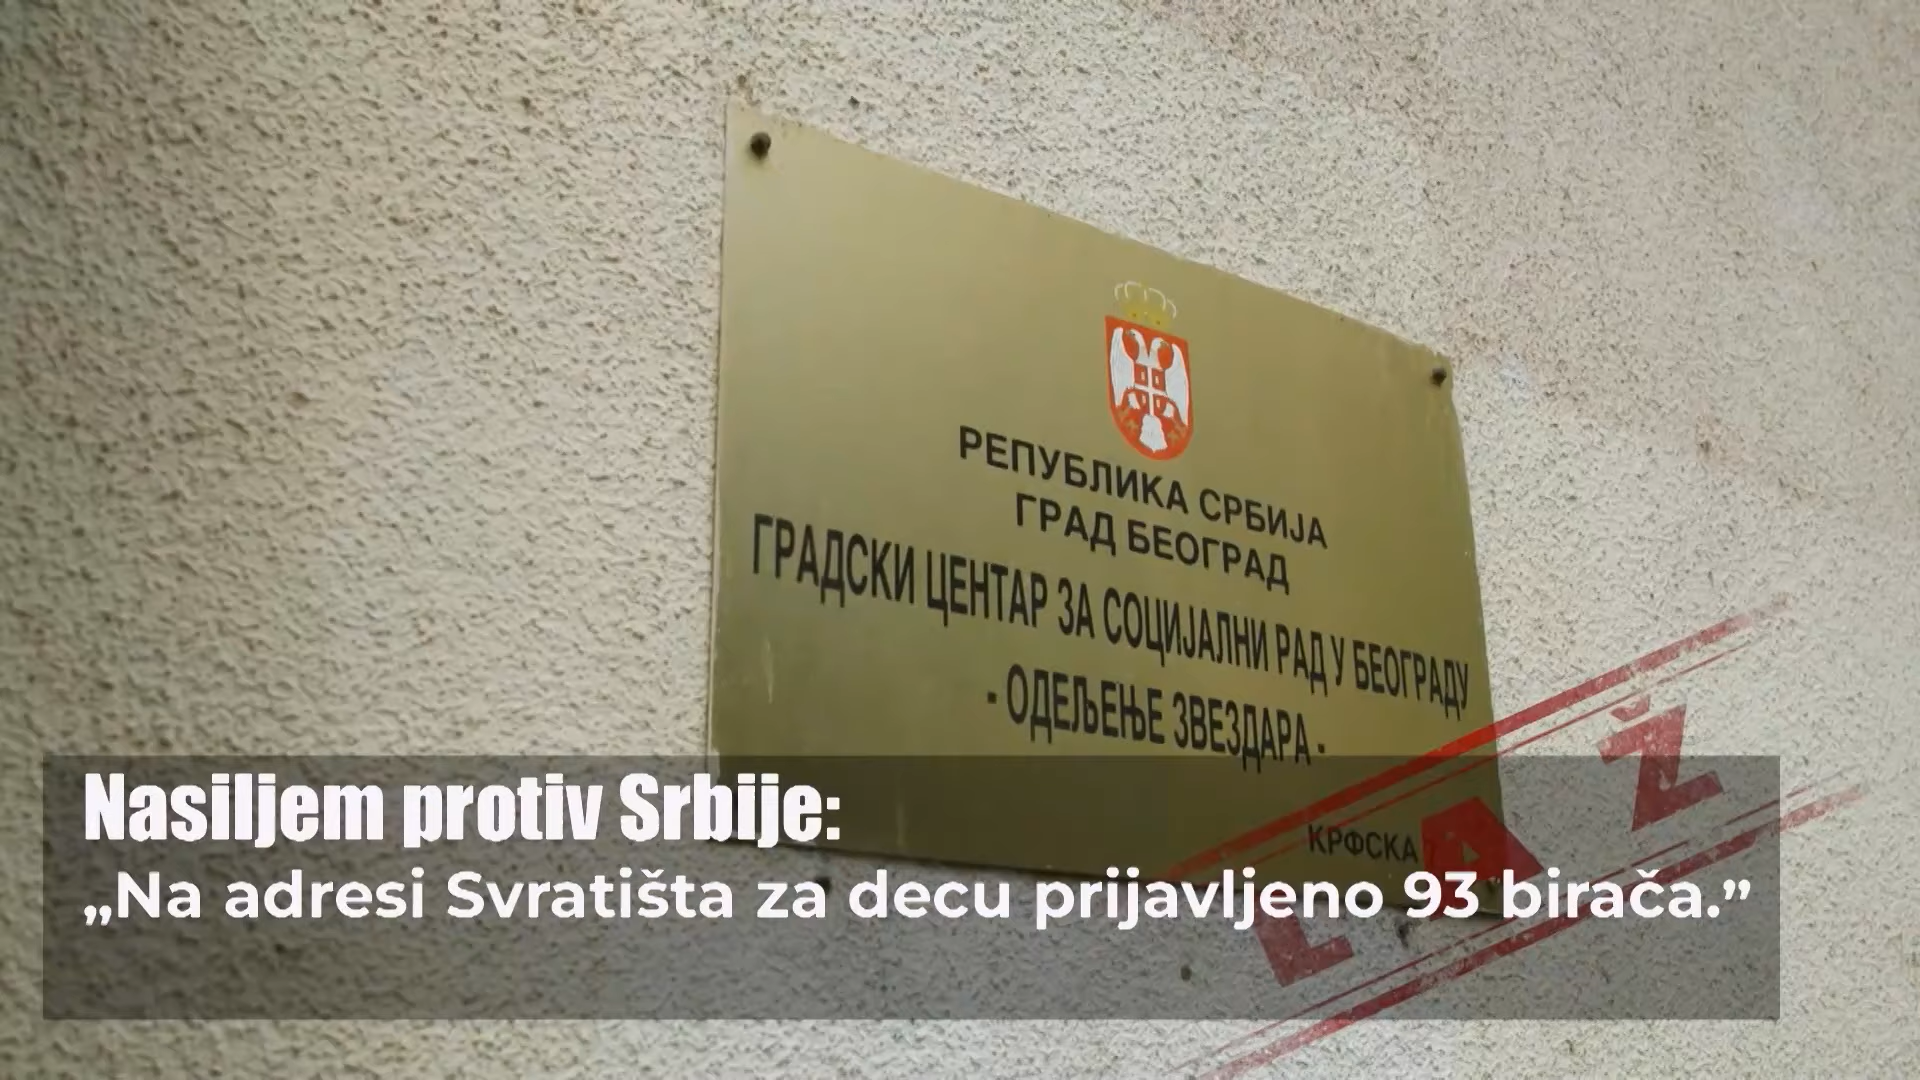 РЕПУБЛИКА СРБИЈА
ГРАД БЕОГРАД
ГРАДСКИ ЦЕНТАР ЗА СОЦИЈАЛНИ РАД У БЕОГРАДУ
- ОДЕЉЕЊЕ ЗВЕЗДАРА -
КРФСКА
Nasiljem protiv Srbije:
„Na adresi Svratišta za decu prijavljeno 93 birača.”
LAŽ